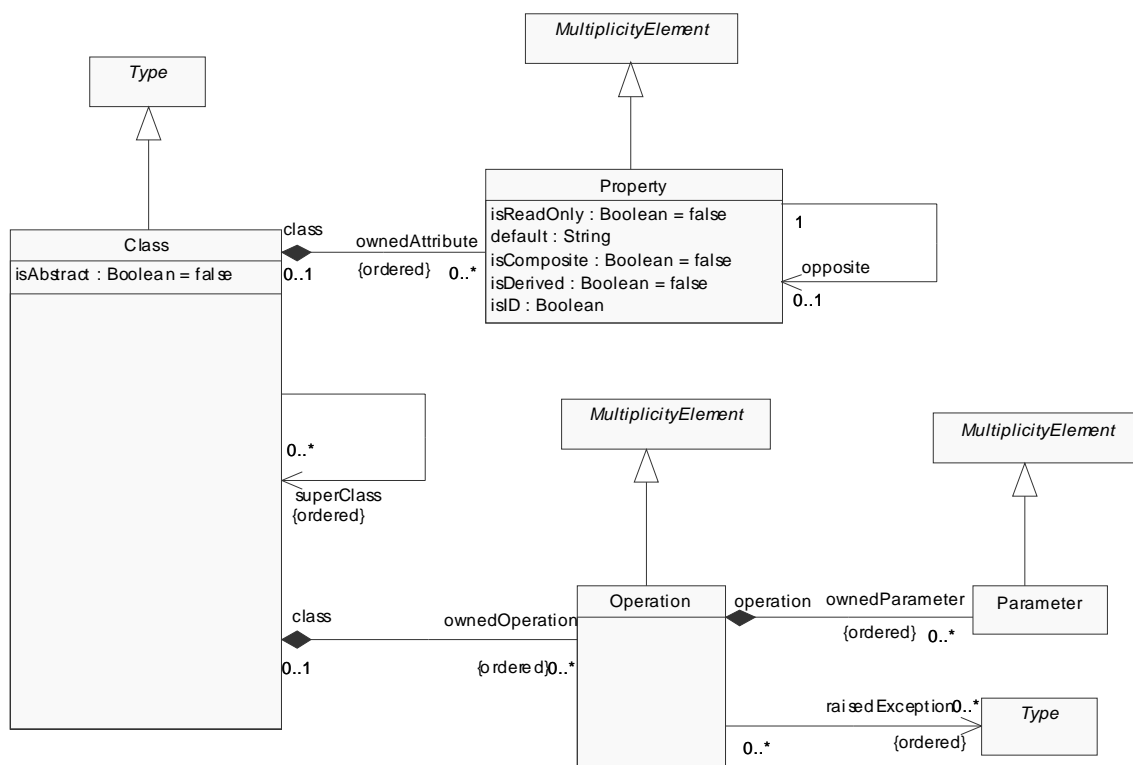 MultiplicityElement
Type
Property
isReadOnly : Boolean = false
default : String
isComposite : Boolean = false
isDerived : Boolean = false
isID : Boolean
1
opposite
0..1
class
ownedAttribute
0..1
{ordered}
0..*
Class
isAbstract : Boolean = false
0..*
superClass
{ordered}
MultiplicityElement
MultiplicityElement
class
ownedOperation
0..1
{ordered}
0..*
Operation
operation
ownedParameter
{ordered}
0..*
Parameter
raisedException
0..*
0..*
{ordered}
Type